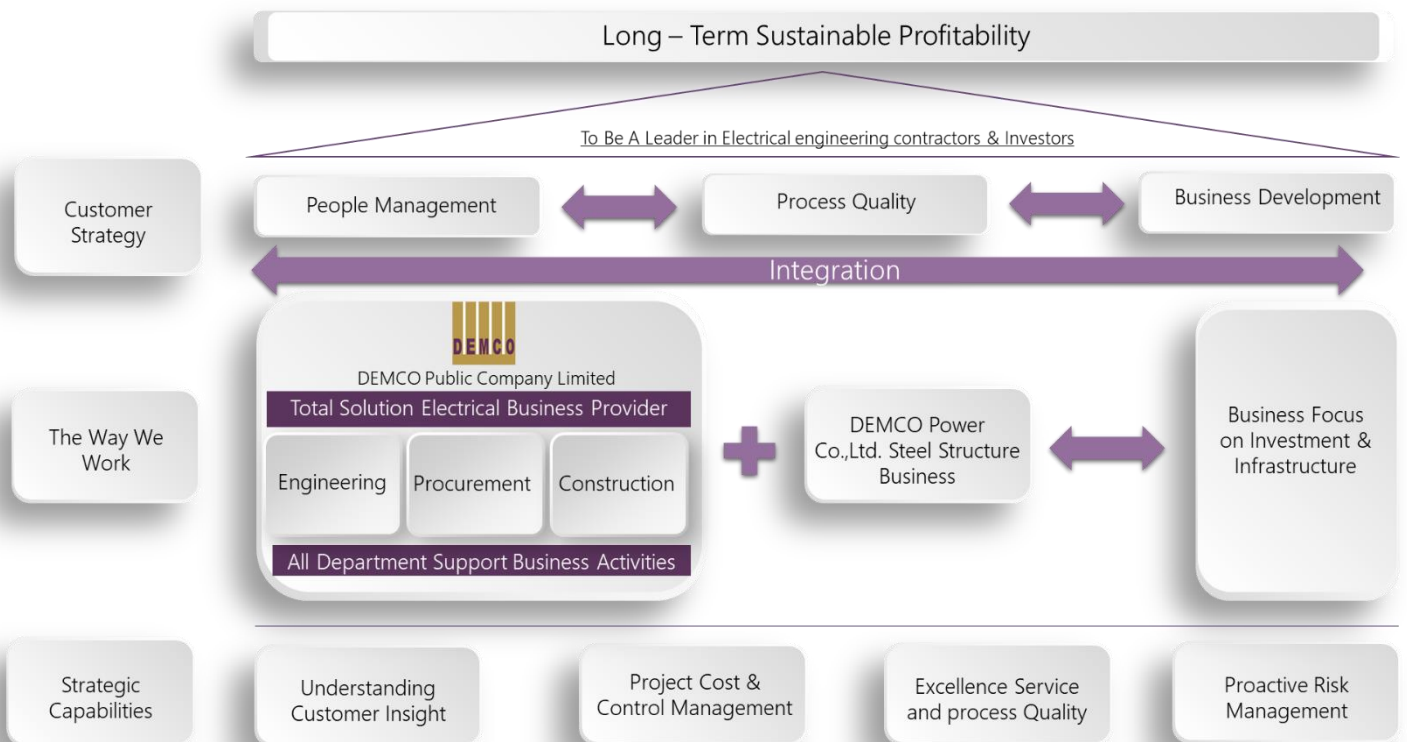 Long – Term Sustainable Profitability
To Be A Leader in Electrical engineering contractors & Investors
Customer
Strategy
People Management
Process Quality
Business Development
Integration
The Way We
Work
DEMCO
DEMCO Public Company Limited
Total Solution Electrical Business Provider
Engineering
Procurement
Construction
All Department Support Business Activities
DEMCO Power
Co.,Ltd. Steel Structure
Business
Business Focus
on Investment &
Infrastructure
Strategic
Capabilities
Understanding
Customer Insight
Project Cost &
Control Management
Excellence Service
and process Quality
Proactive Risk
Management